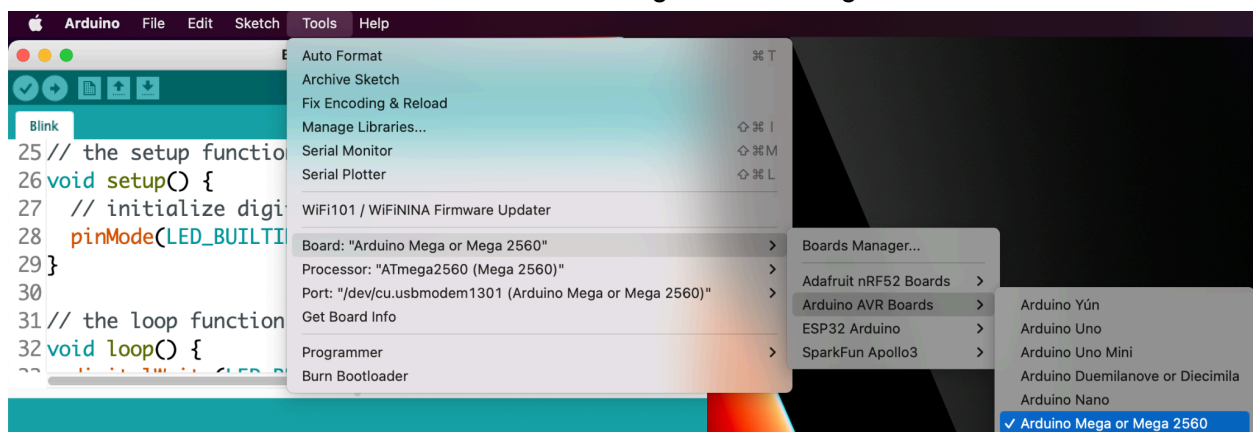 Arduino File Edit Sketch Tools Help
Auto Format ⌘ T
Archive Sketch
Fix Encoding & Reload
Manage Libraries... ⇧ ⌘ I
Serial Monitor ⇧ ⌘ M
Serial Plotter ⇧ ⌘ L
WiFi101 / WiFiNINA Firmware Updater
Board: "Arduino Mega or Mega 2560"
Processor: "ATmega2560 (Mega 2560)"
Port: "/dev/cu.usbmodem1301 (Arduino Mega or Mega 2560)"
Get Board Info
Programmer
Burn Bootloader
Blink
25 // the setup functio
26 void setup() {
27 // initialize digi
28 pinMode(LED_BUILTI
29 }
30
31 // the loop function
32 void loop() {
Boards Manager...
Adafruit nRF52 Boards
Arduino AVR Boards
ESP32 Arduino
SparkFun Apollo3
Arduino Yún
Arduino Uno
Arduino Uno Mini
Arduino Duemilanove or Diecimila
Arduino Nano
✓ Arduino Mega or Mega 2560